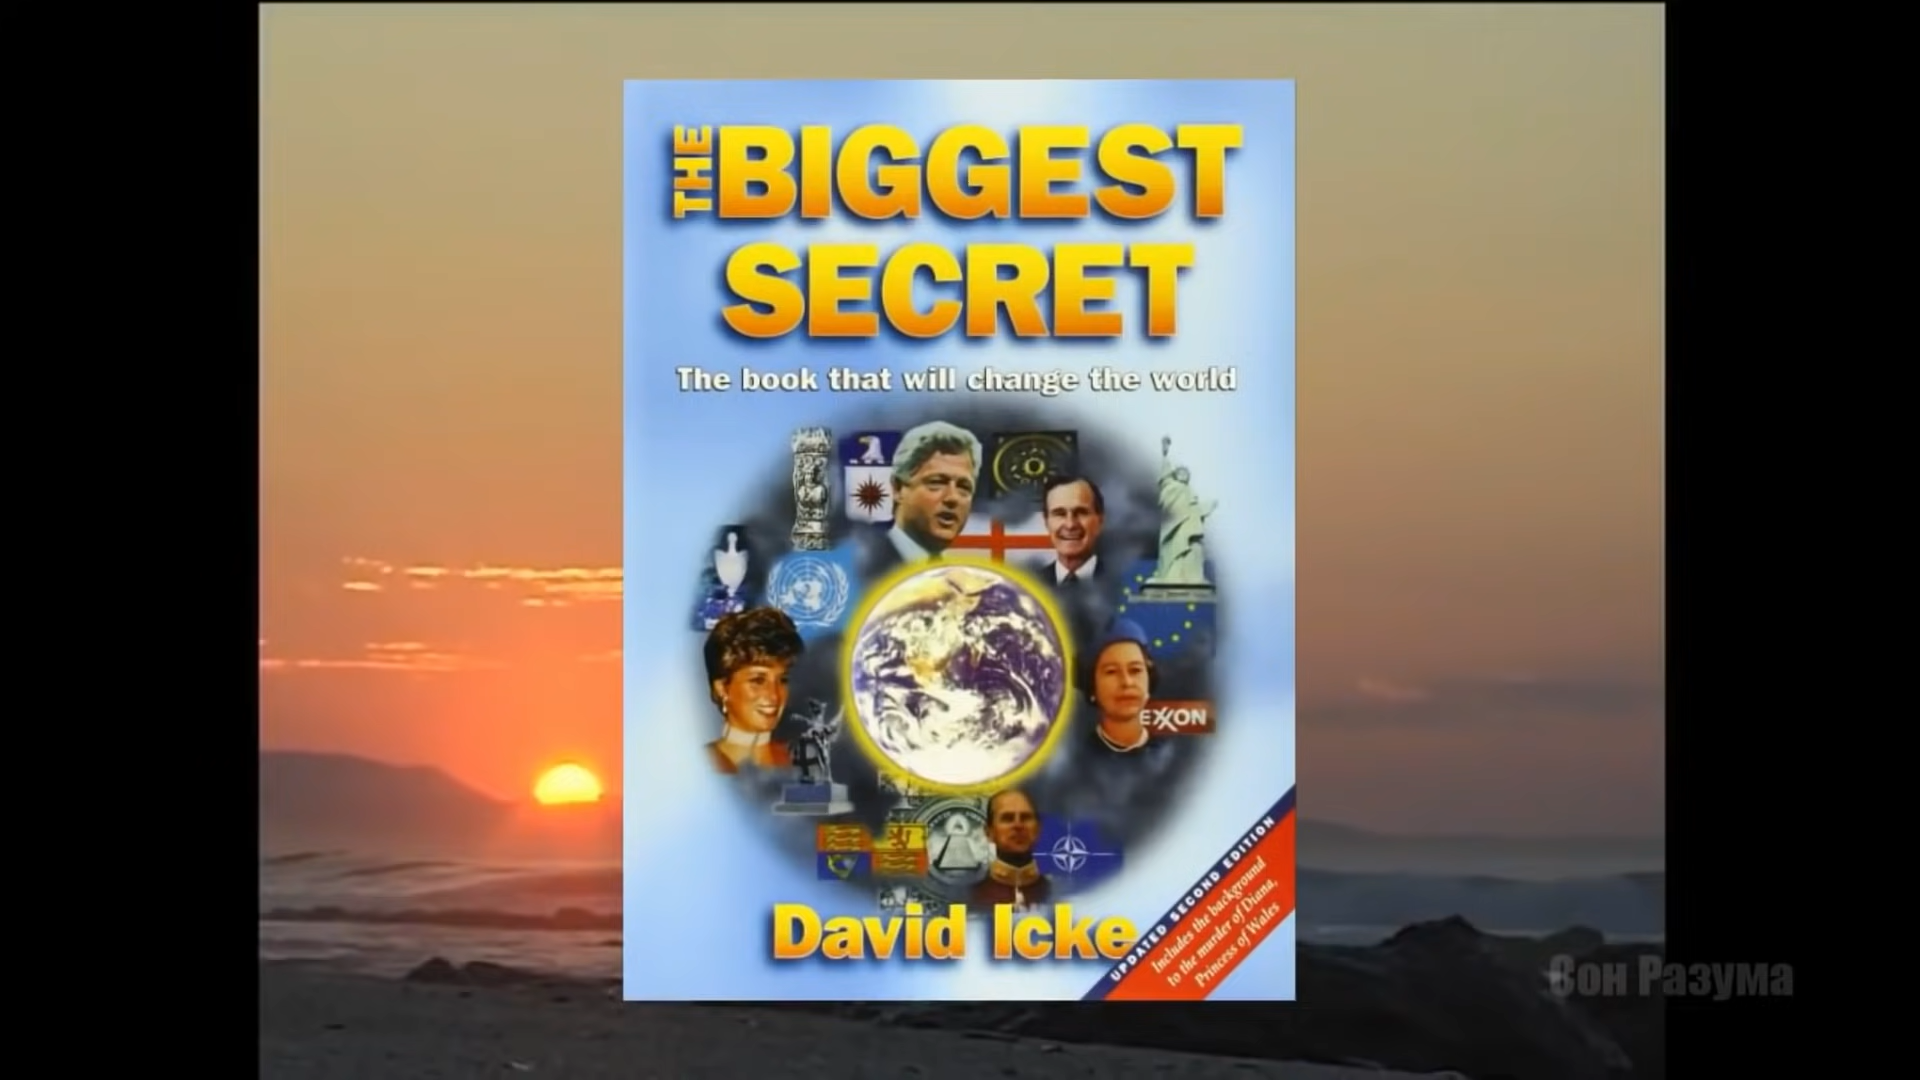 THE
BIGGEST
SECRET
The book that will change the world
EXXON
David Icke
UPDATED SECOND EDITION
Includes the background
to the murder of Diana,
Princess of Wales
Сон Разума